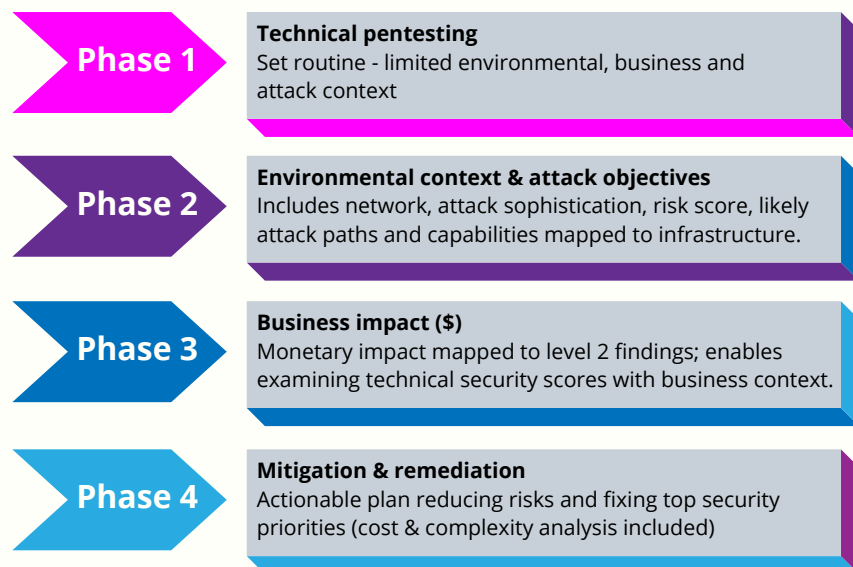 Phase 1
Technical pentesting
Set routine - limited environmental, business and
attack context
Phase 2
Environmental context & attack objectives
Includes network, attack sophistication, risk score, likely
attack paths and capabilities mapped to infrastructure.
Phase 3
Business impact ($)
Monetary impact mapped to level 2 findings; enables
examining technical security scores with business context.
Phase 4
Mitigation & remediation
Actionable plan reducing risks and fixing top security
priorities (cost & complexity analysis included)